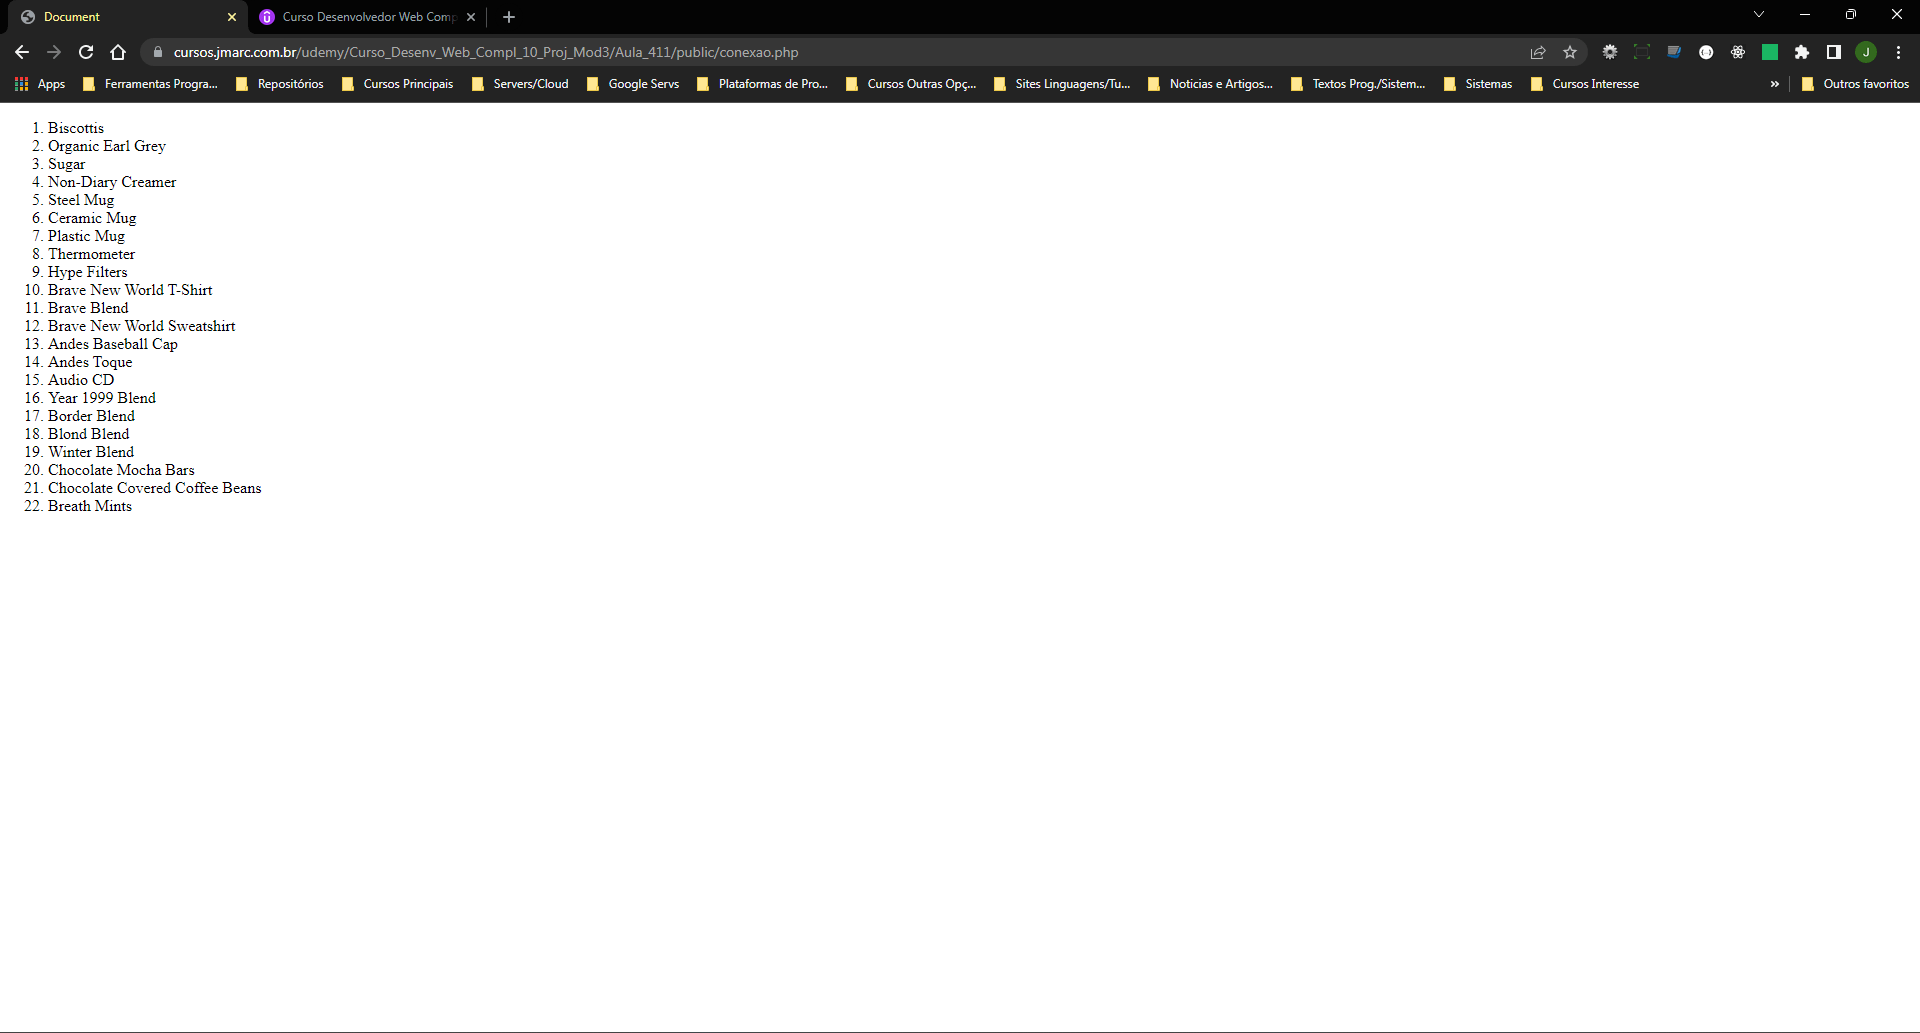 Document
Curso Desenvolvedor Web Comp
cursos.jmarc.com.br/udemy/Curso_Desenv_Web_Compl_10_Proj_Mod3/Aula_411/public/conexao.php
J
Apps
Ferramentas Progra...
Repositórios
Cursos Principais
Servers/Cloud
Google Servs
Plataformas de Pro...
Cursos Outras Opç...
Sites Linguagens/Tu...
Noticias e Artigos...
Textos Prog./Sistem...
Sistemas
Cursos Interesse
»
Outros favoritos
1. Biscottis
2. Organic Earl Grey
3. Sugar
4. Non-Diary Creamer
5. Steel Mug
6. Ceramic Mug
7. Plastic Mug
8. Thermometer
9. Hype Filters
10. Brave New World T-Shirt
11. Brave Blend
12. Brave New World Sweatshirt
13. Andes Baseball Cap
14. Andes Toque
15. Audio CD
16. Year 1999 Blend
17. Border Blend
18. Blond Blend
19. Winter Blend
20. Chocolate Mocha Bars
21. Chocolate Covered Coffee Beans
22. Breath Mints